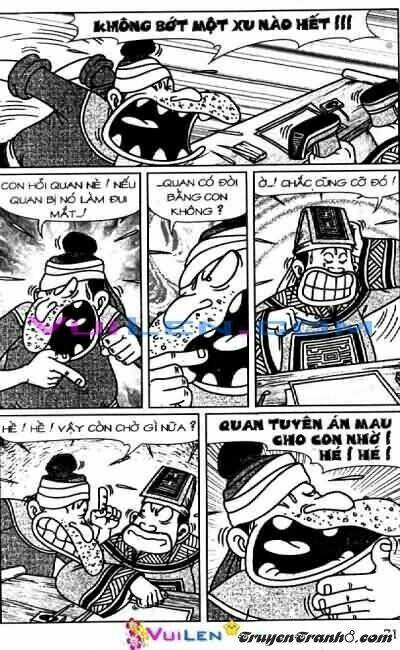 KHÔNG BỚT MỘT XU NÀO HẾT!!!
CON HỎI QUAN NÈ! NẾU
QUAN BỊ NÓ LÀM ĐUI
MẮT..!
...QUAN CÓ ĐÒI
BẰNG CON
KHÔNG?
Ờ..! CHẮC CŨNG CỠ ĐÓ!
HÈ! HÈ! VẬY CÒN CHỜ GÌ NỮA?
QUAN TUYÊN ÁN MAU
CHO CON NHỜ!
HÉ! HÉ!
VUILEN.COM
71
VUILEN
TruyenTranh8.com